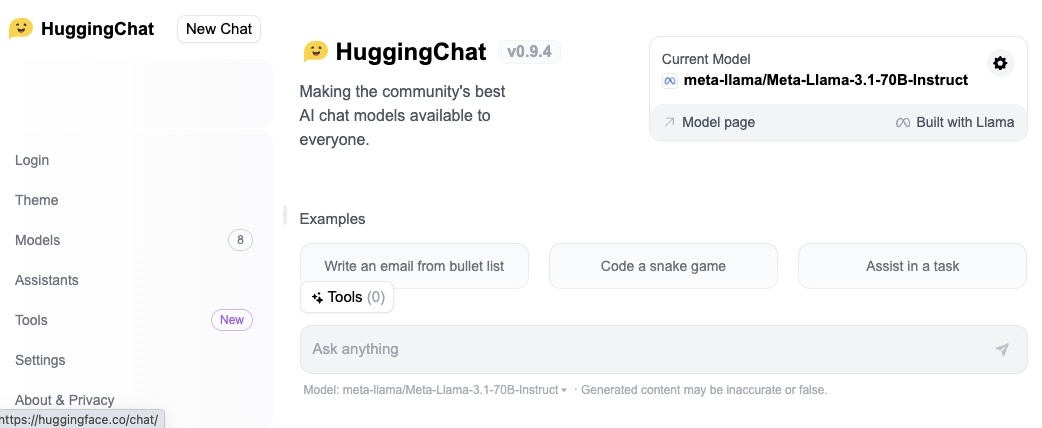 HuggingChat
New Chat
Login
Theme
Models
8
Assistants
Tools
New
Settings
About & Privacy
https://huggingface.co/chat/
HuggingChat v0.9.4
Making the community's best
AI chat models available to
everyone.
Current Model
meta-llama/Meta-Llama-3.1-70B-Instruct
Model page
Built with Llama
Examples
Write an email from bullet list
Code a snake game
Assist in a task
Tools (0)
Ask anything
Model: meta-llama/Meta-Llama-3.1-70B-Instruct · Generated content may be inaccurate or false.